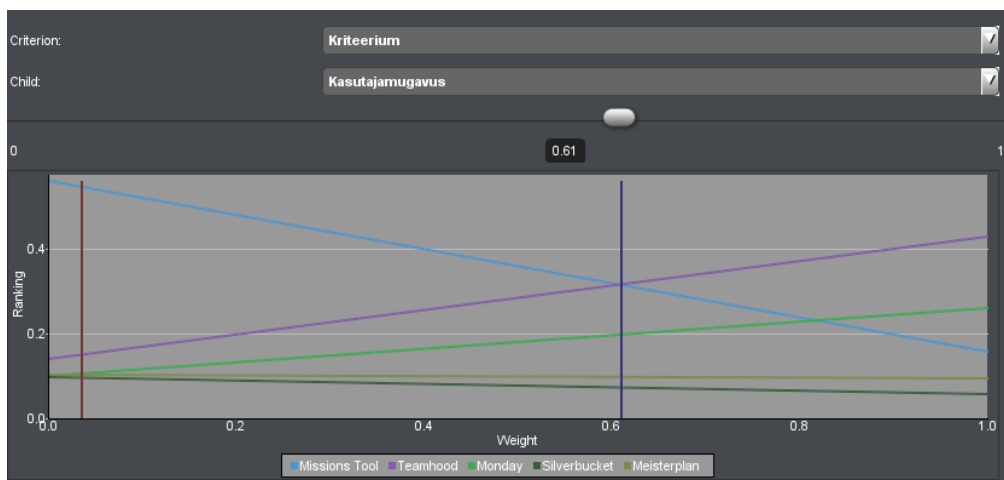 Criterion: Kriteerium
Child: Kasutajamugavus
0 0.61 1
Ranking
0.4
0.2
0.0
0.0 0.2 0.4 0.6 0.8 1.0
Weight
Missions Tool Teamhood Monday Silverbucket Meisterplan